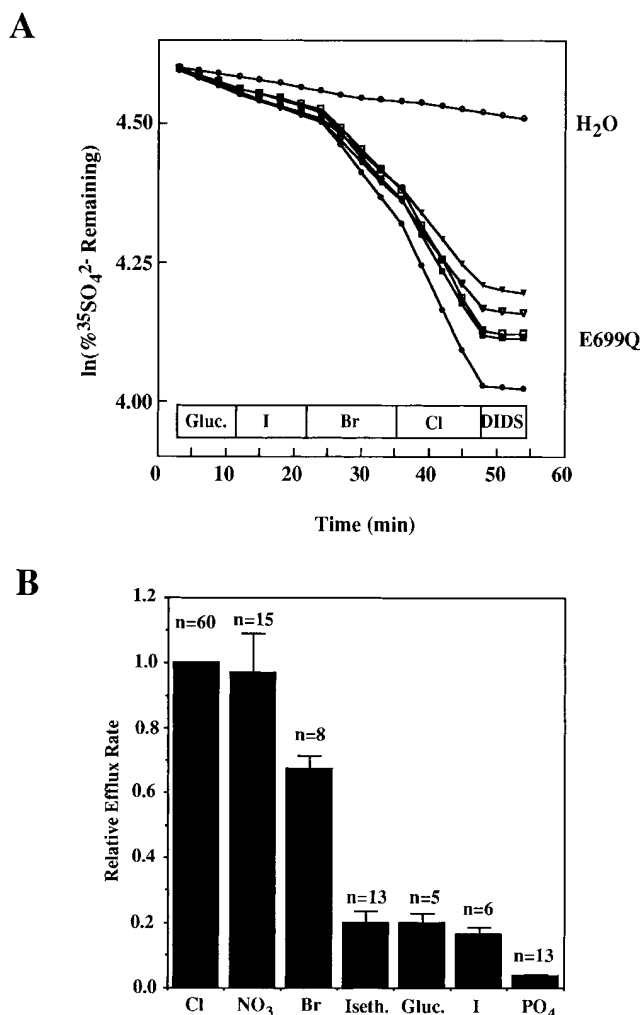 A
ln(%³⁵SO₄²⁻ Remaining)
4.50
4.25
4.00
H₂O
E699Q
Gluc. I Br Cl DIDS
0 10 20 30 40 50 60
Time (min)
B
Relative Efflux Rate
1.2
1.0
0.8
0.6
0.4
0.2
0.0
n=60 n=15 n=8 n=13 n=5 n=6 n=13
Cl NO₃ Br Iseth. Gluc. I PO₄